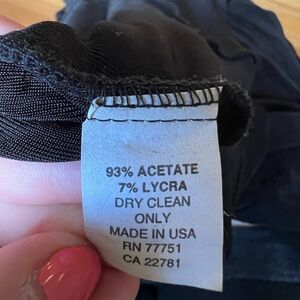 93% ACETATE
7% LYCRA
DRY CLEAN
ONLY
MADE IN USA
RN 77751
CA 22781